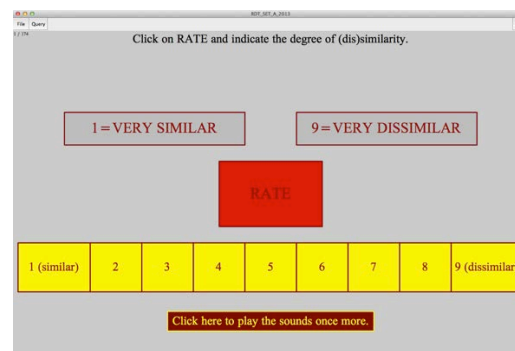 RDT_SET_A_2013
File Query
1 / 174
Click on RATE and indicate the degree of (dis)similarity.
1=VERY SIMILAR 9=VERY DISSIMILAR
RATE
1 (similar) 2 3 4 5 6 7 8 9 (dissimilar
Click here to play the sounds once more.